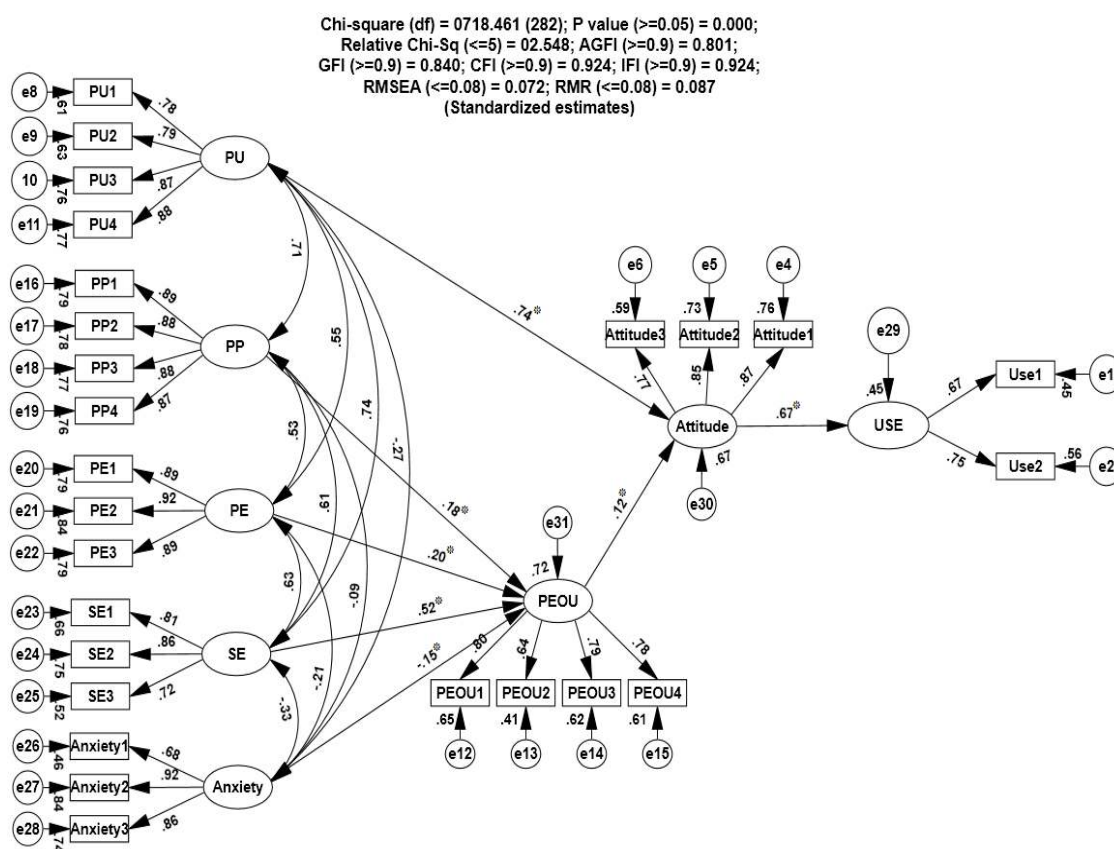 Chi-square (df) = 0718.461 (282); P value (>=0.05) = 0.000;
Relative Chi-Sq (<=5) = 02.548; AGFI (>=0.9) = 0.801;
GFI (>=0.9) = 0.840; CFI (>=0.9) = 0.924; IFI (>=0.9) = 0.924;
RMSEA (<=0.08) = 0.072; RMR (<=0.08) = 0.087
(Standardized estimates)
e8
.61
PU1
.78
e9
.63
PU2
.79
10
.76
PU3
.87
e11
.77
PU4
.88
PU
e16
.79
PP1
.89
e17
.78
PP2
.88
e18
.77
PP3
.88
e19
.76
PP4
.87
PP
e20
.79
PE1
.89
e21
.84
PE2
.92
e22
.79
PE3
.89
PE
e23
.66
SE1
.81
e24
.75
SE2
.86
e25
.52
SE3
.72
SE
e26
.46
Anxiety1
.68
e27
.84
Anxiety2
.92
e28
.74
Anxiety3
.86
Anxiety
.71
.55
.74
-.27
.53
.61
-.09
.63
-.21
-.33
.74*
.18*
.20*
.52*
-.15*
.12*
.67*
e6
e5
e4
.59
.73
.76
Attitude3
Attitude2
Attitude1
.77
.85
.87
Attitude
.67
e30
e29
.45
USE
.67
Use1
.45
e1
.75
Use2
.56
e2
e31
.72
PEOU
.80
.64
.79
.78
PEOU1
PEOU2
PEOU3
PEOU4
.65
.41
.62
.61
e12
e13
e14
e15